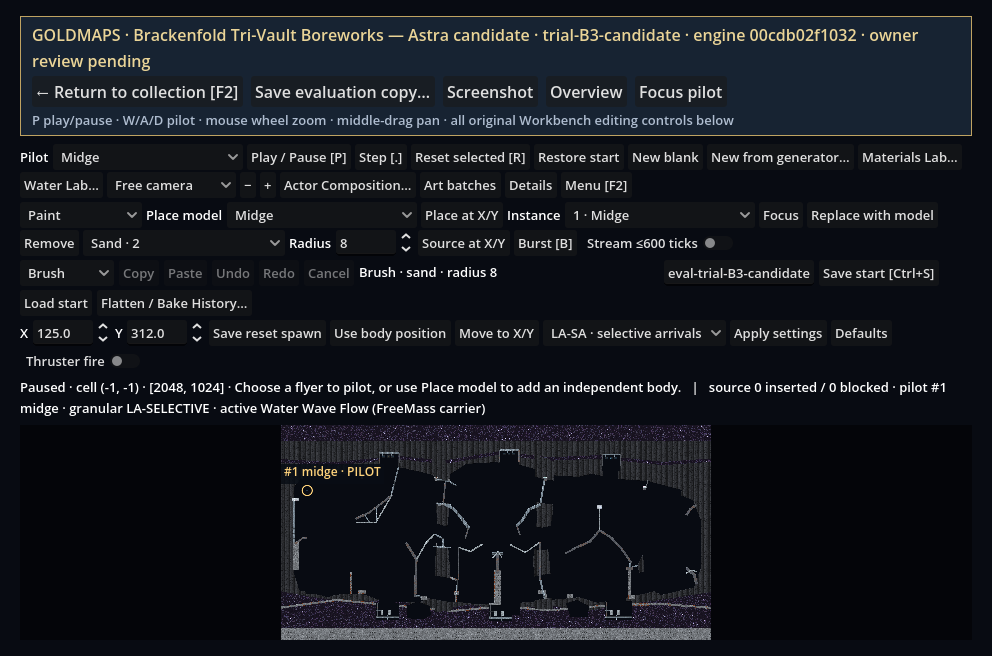 GOLDMAPS · Brackenfold Tri-Vault Boreworks — Astra candidate · trial-B3-candidate · engine 00cdb02f1032 · owner
review pending
← Return to collection [F2] Save evaluation copy... Screenshot Overview Focus pilot
P play/pause · W/A/D pilot · mouse wheel zoom · middle-drag pan · all original Workbench editing controls below
Pilot Midge Play / Pause [P] Step [.] Reset selected [R] Restore start New blank New from generator... Materials Lab...
Water Lab... Free camera − + Actor Composition... Art batches Details Menu [F2]
Paint Place model Midge Place at X/Y Instance 1 · Midge Focus Replace with model
Remove Sand · 2 Radius 8 Source at X/Y Burst [B] Stream ≤600 ticks
Brush Copy Paste Undo Redo Cancel Brush · sand · radius 8 eval-trial-B3-candidate Save start [Ctrl+S]
Load start Flatten / Bake History...
X 125.0 Y 312.0 Save reset spawn Use body position Move to X/Y LA-SA · selective arrivals Apply settings Defaults
Thruster fire
Paused · cell (-1, -1) · [2048, 1024] · Choose a flyer to pilot, or use Place model to add an independent body. | source 0 inserted / 0 blocked · pilot #1
midge · granular LA-SELECTIVE · active Water Wave Flow (FreeMass carrier)
#1 midge · PILOT